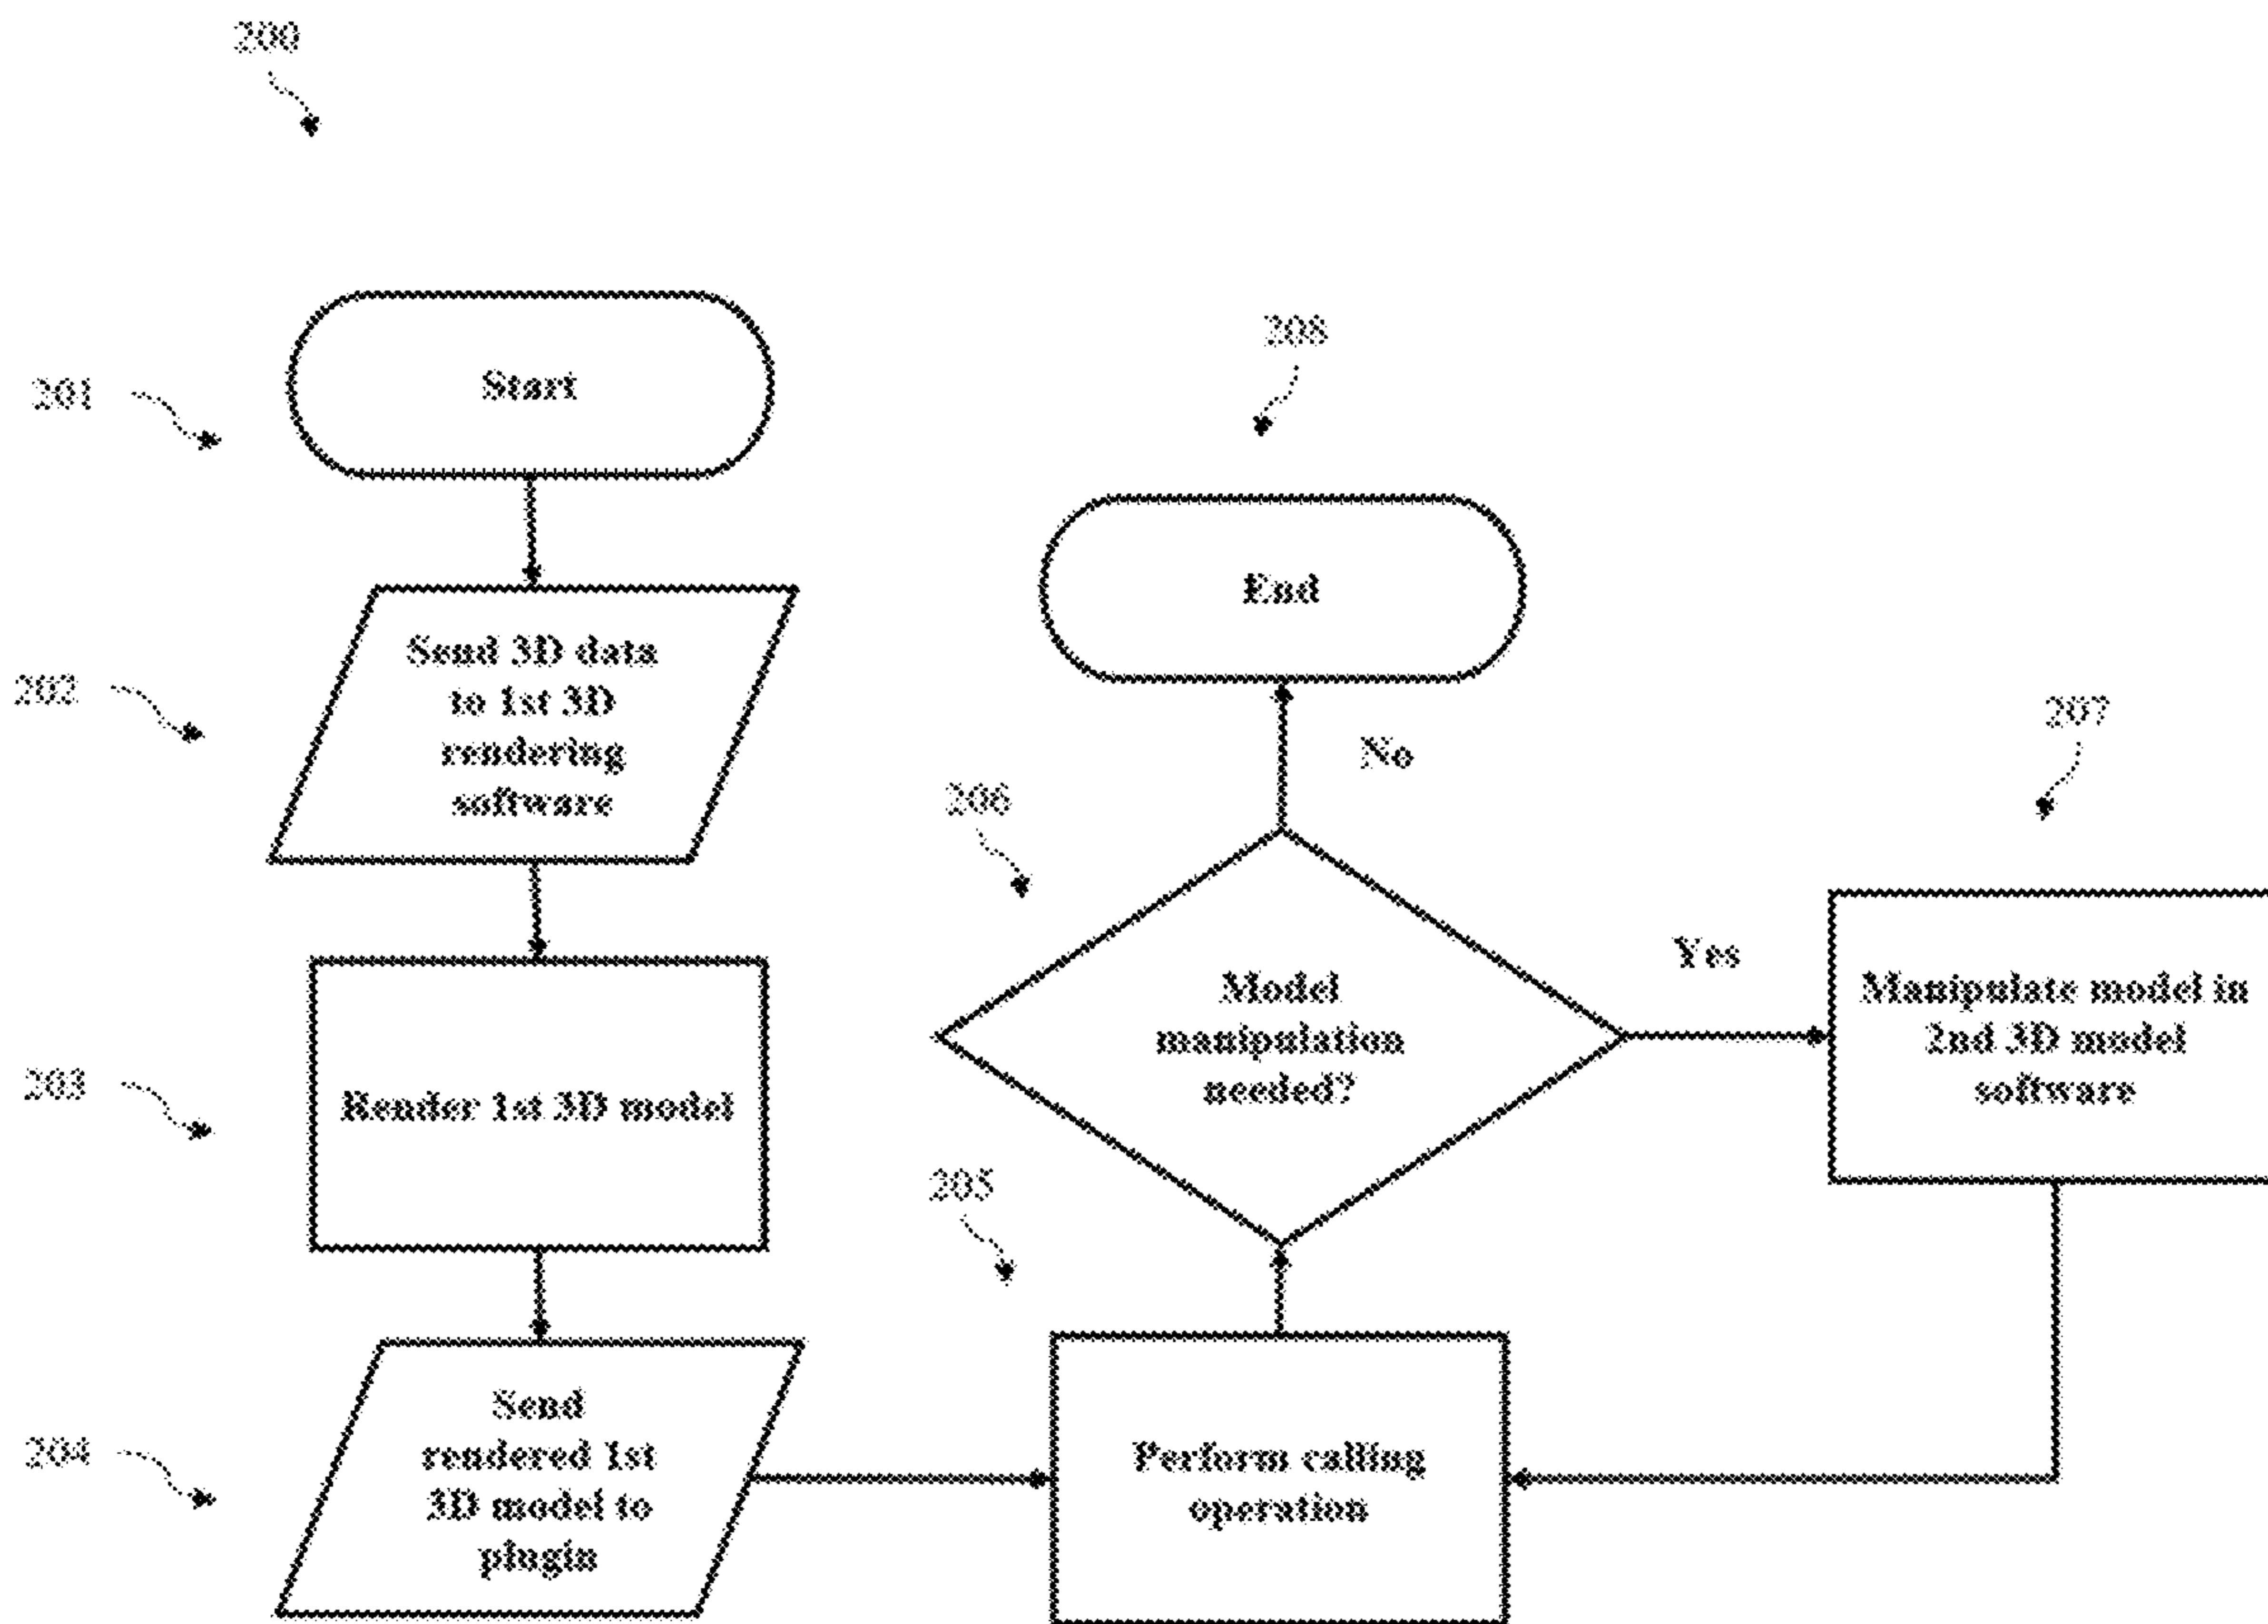 200
201
Start
202
Send 3D data
to 1st 3D
rendering
software
203
Render 1st 3D model
204
Send
rendered 1st
3D model to
plugin
205
Perform calling
operation
206
Model
manipulation
needed?
Yes
207
Manipulate model in
2nd 3D model
software
No
208
End